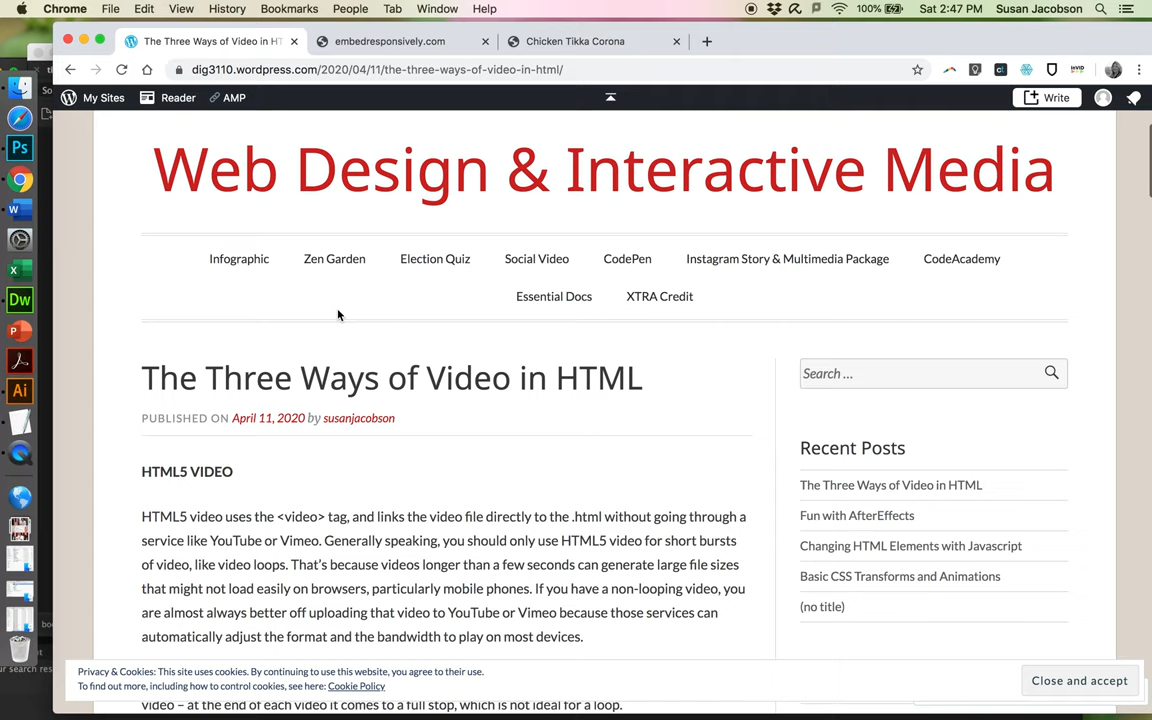 Chrome File Edit View History Bookmarks People Tab Window Help 100% Sat 2:47 PM Susan Jacobson
The Three Ways of Video in HT embedresponsively.com Chicken Tikka Corona
dig3110.wordpress.com/2020/04/11/the-three-ways-of-video-in-html/
My Sites Reader AMP Write
Web Design & Interactive Media
Infographic Zen Garden Election Quiz Social Video CodePen Instagram Story & Multimedia Package CodeAcademy
Essential Docs XTRA Credit
The Three Ways of Video in HTML
PUBLISHED ON April 11, 2020 by susanjacobson
Search …
HTML5 VIDEO
HTML5 video uses the <video> tag, and links the video file directly to the .html without going through a
service like YouTube or Vimeo. Generally speaking, you should only use HTML5 video for short bursts
of video, like video loops. That's because videos longer than a few seconds can generate large file sizes
that might not load easily on browsers, particularly mobile phones. If you have a non-looping video, you
are almost always better off uploading that video to YouTube or Vimeo because those services can
automatically adjust the format and the bandwidth to play on most devices.
video – at the end of each video it comes to a full stop, which is not ideal for a loop.
Recent Posts
The Three Ways of Video in HTML
Fun with AfterEffects
Changing HTML Elements with Javascript
Basic CSS Transforms and Animations
(no title)
Privacy & Cookies: This site uses cookies. By continuing to use this website, you agree to their use.
To find out more, including how to control cookies, see here: Cookie Policy
Close and accept
Ps
W
X
Dw
P
Ai